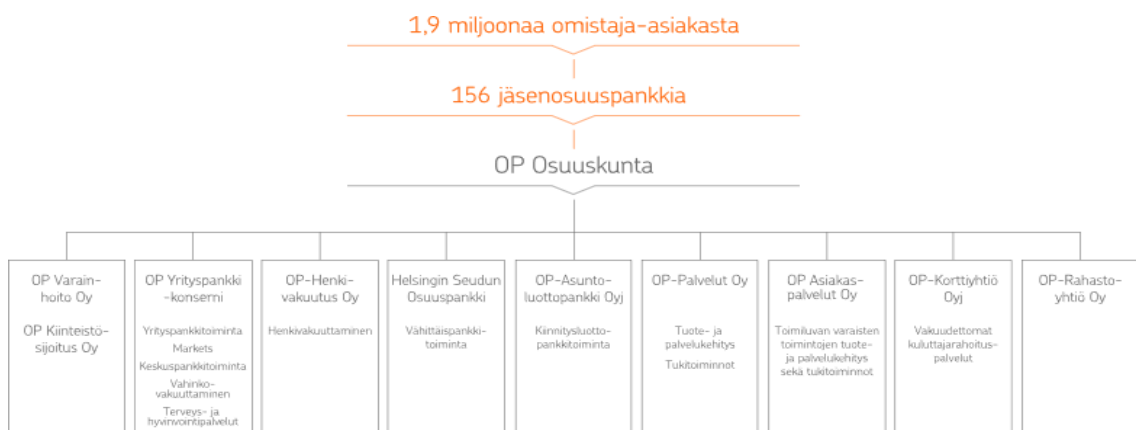 1,9 miljoonaa omistaja-asiakasta
156 jäsenosuuspankkia
OP Osuuskunta
OP Varain-
hoito Oy
OP Kiinteistö-
sijoitus Oy
OP Yrityspankki
-konserni
Yrityspankkitoiminta
Markets
Keskuspankkitoiminta
Vahinko-
vakuuttaminen
Terveys- ja
hyvinvointipalvelut
OP-Henki-
vakuutus Oy
Henkivakuuttaminen
Helsingin Seudun
Osuuspankki
Vähittäispankki-
toiminta
OP-Asunto-
luottopankki Oyj
Kiinnitysluotto-
pankkitoiminta
OP-Palvelut Oy
Tuote- ja
palvelukehitys
Tukitoiminnot
OP Asiakas-
palvelut Oy
Toimiluvan varaisten
toimintojen tuote-
ja palvelukehitys
sekä tukitoiminnot
OP-Korttiyhtiö
Oyj
Vakuudettomat
kuluttajarahoitus-
palvelut
OP-Rahasto-
yhtiö Oy